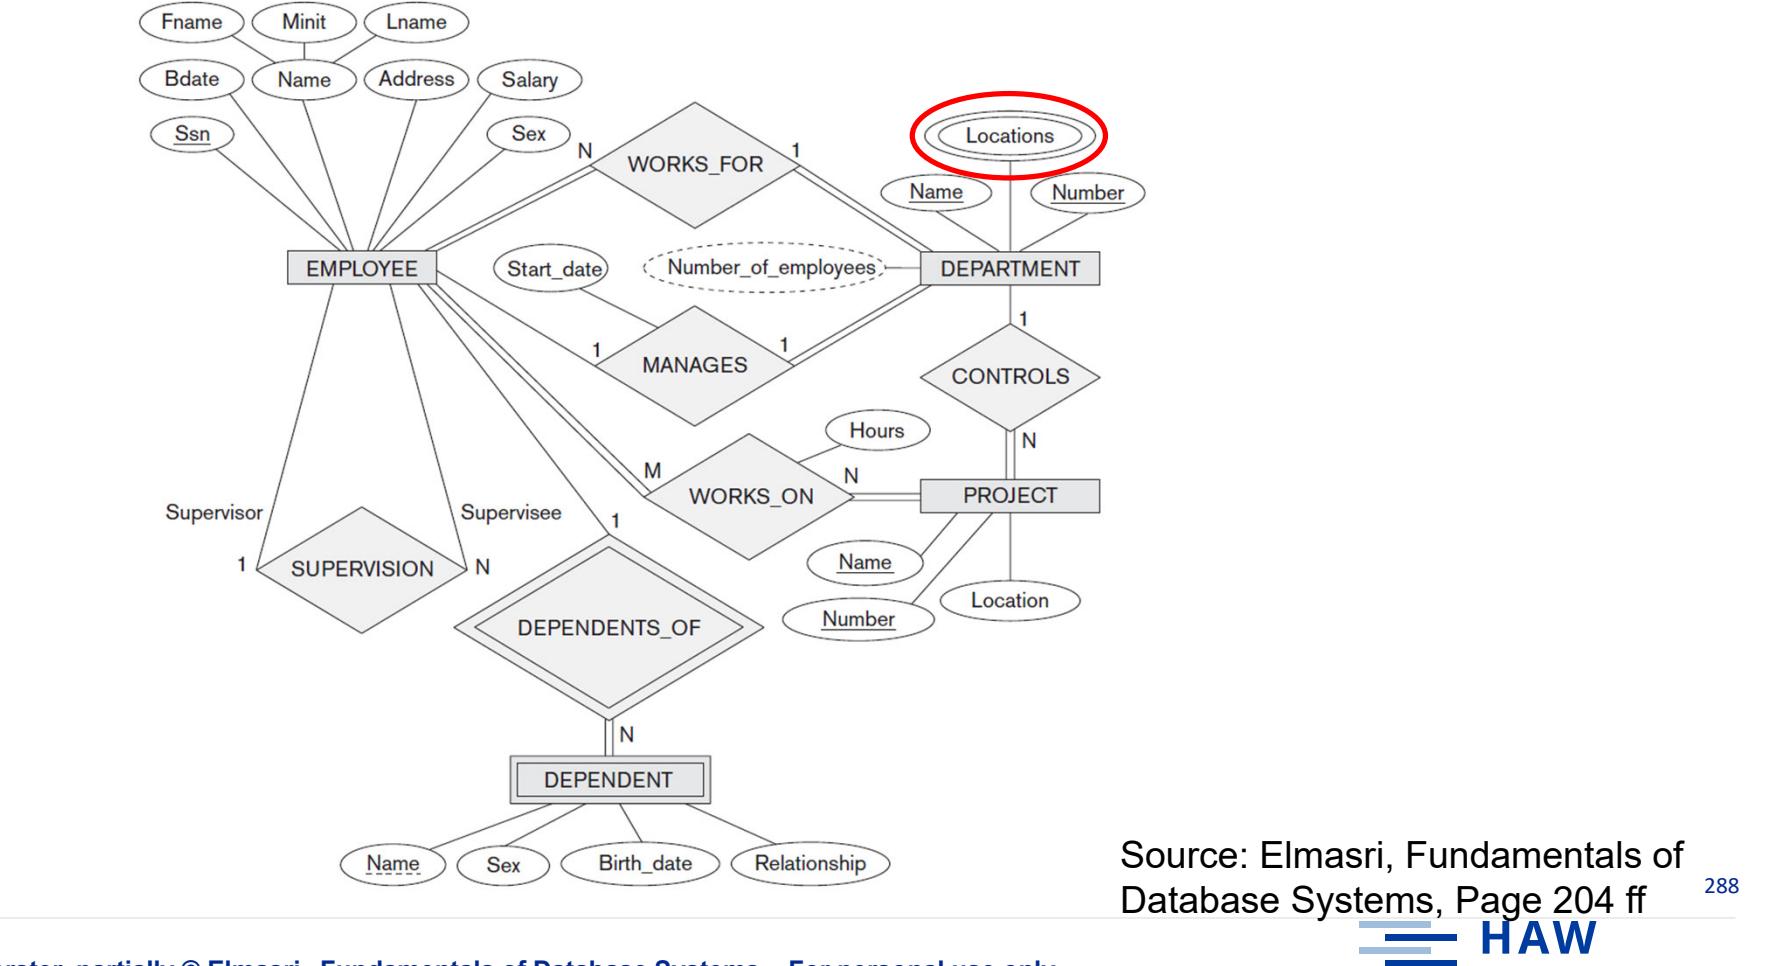 Fname
Minit
Lname
Bdate
Name
Address
Salary
Ssn
Sex
N
WORKS_FOR
1
Locations
Name
Number
EMPLOYEE
Start_date
Number_of_employees
DEPARTMENT
1
1
MANAGES
1
CONTROLS
Hours
N
M
N
WORKS_ON
PROJECT
Supervisor
Supervisee
1
Name
1
SUPERVISION
N
Location
Number
DEPENDENTS_OF
N
DEPENDENT
Name
Sex
Birth_date
Relationship
Source: Elmasri, Fundamentals of
Database Systems, Page 204 ff
288
HAW
partially © Elmasri, Fundamentals of Database Systems – For personal use only